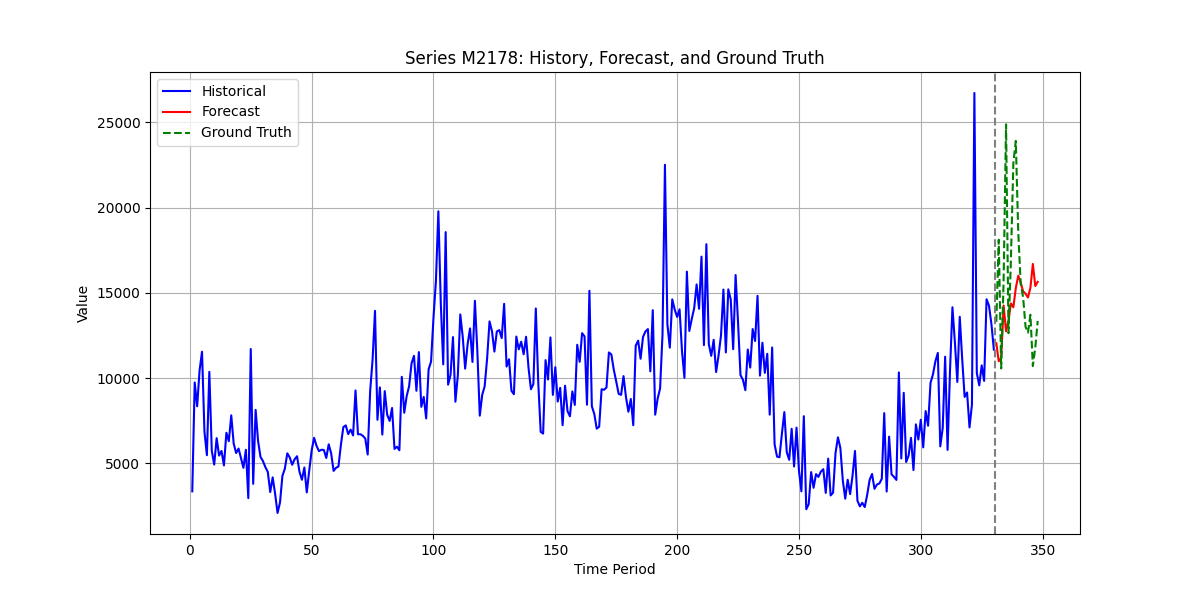 Series M2178: History, Forecast, and Ground Truth
Historical
Forecast
Ground Truth
25000
20000
15000
10000
5000
Value
0 50 100 150 200 250 300 350
Time Period